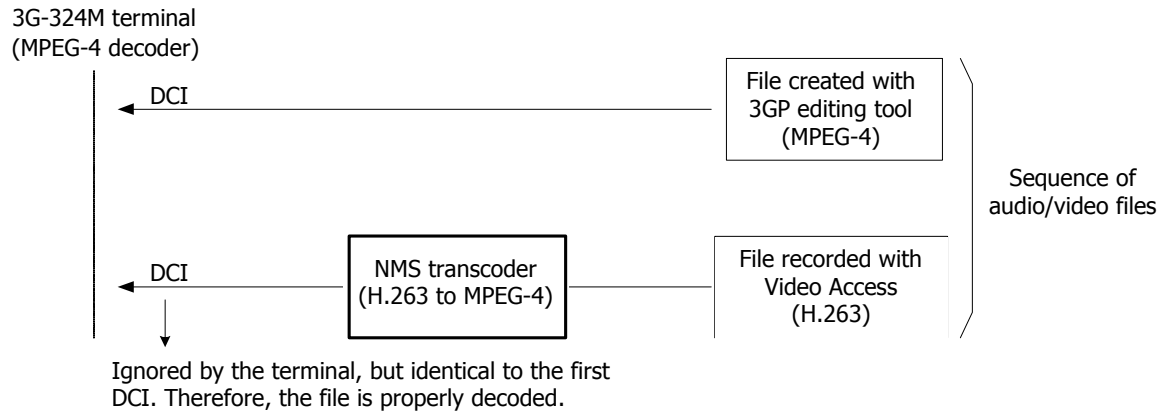 3G-324M terminal
(MPEG-4 decoder)
DCI
File created with
3GP editing tool
(MPEG-4)
Sequence of
audio/video files
DCI
NMS transcoder
(H.263 to MPEG-4)
File recorded with
Video Access
(H.263)
Ignored by the terminal, but identical to the first
DCI. Therefore, the file is properly decoded.